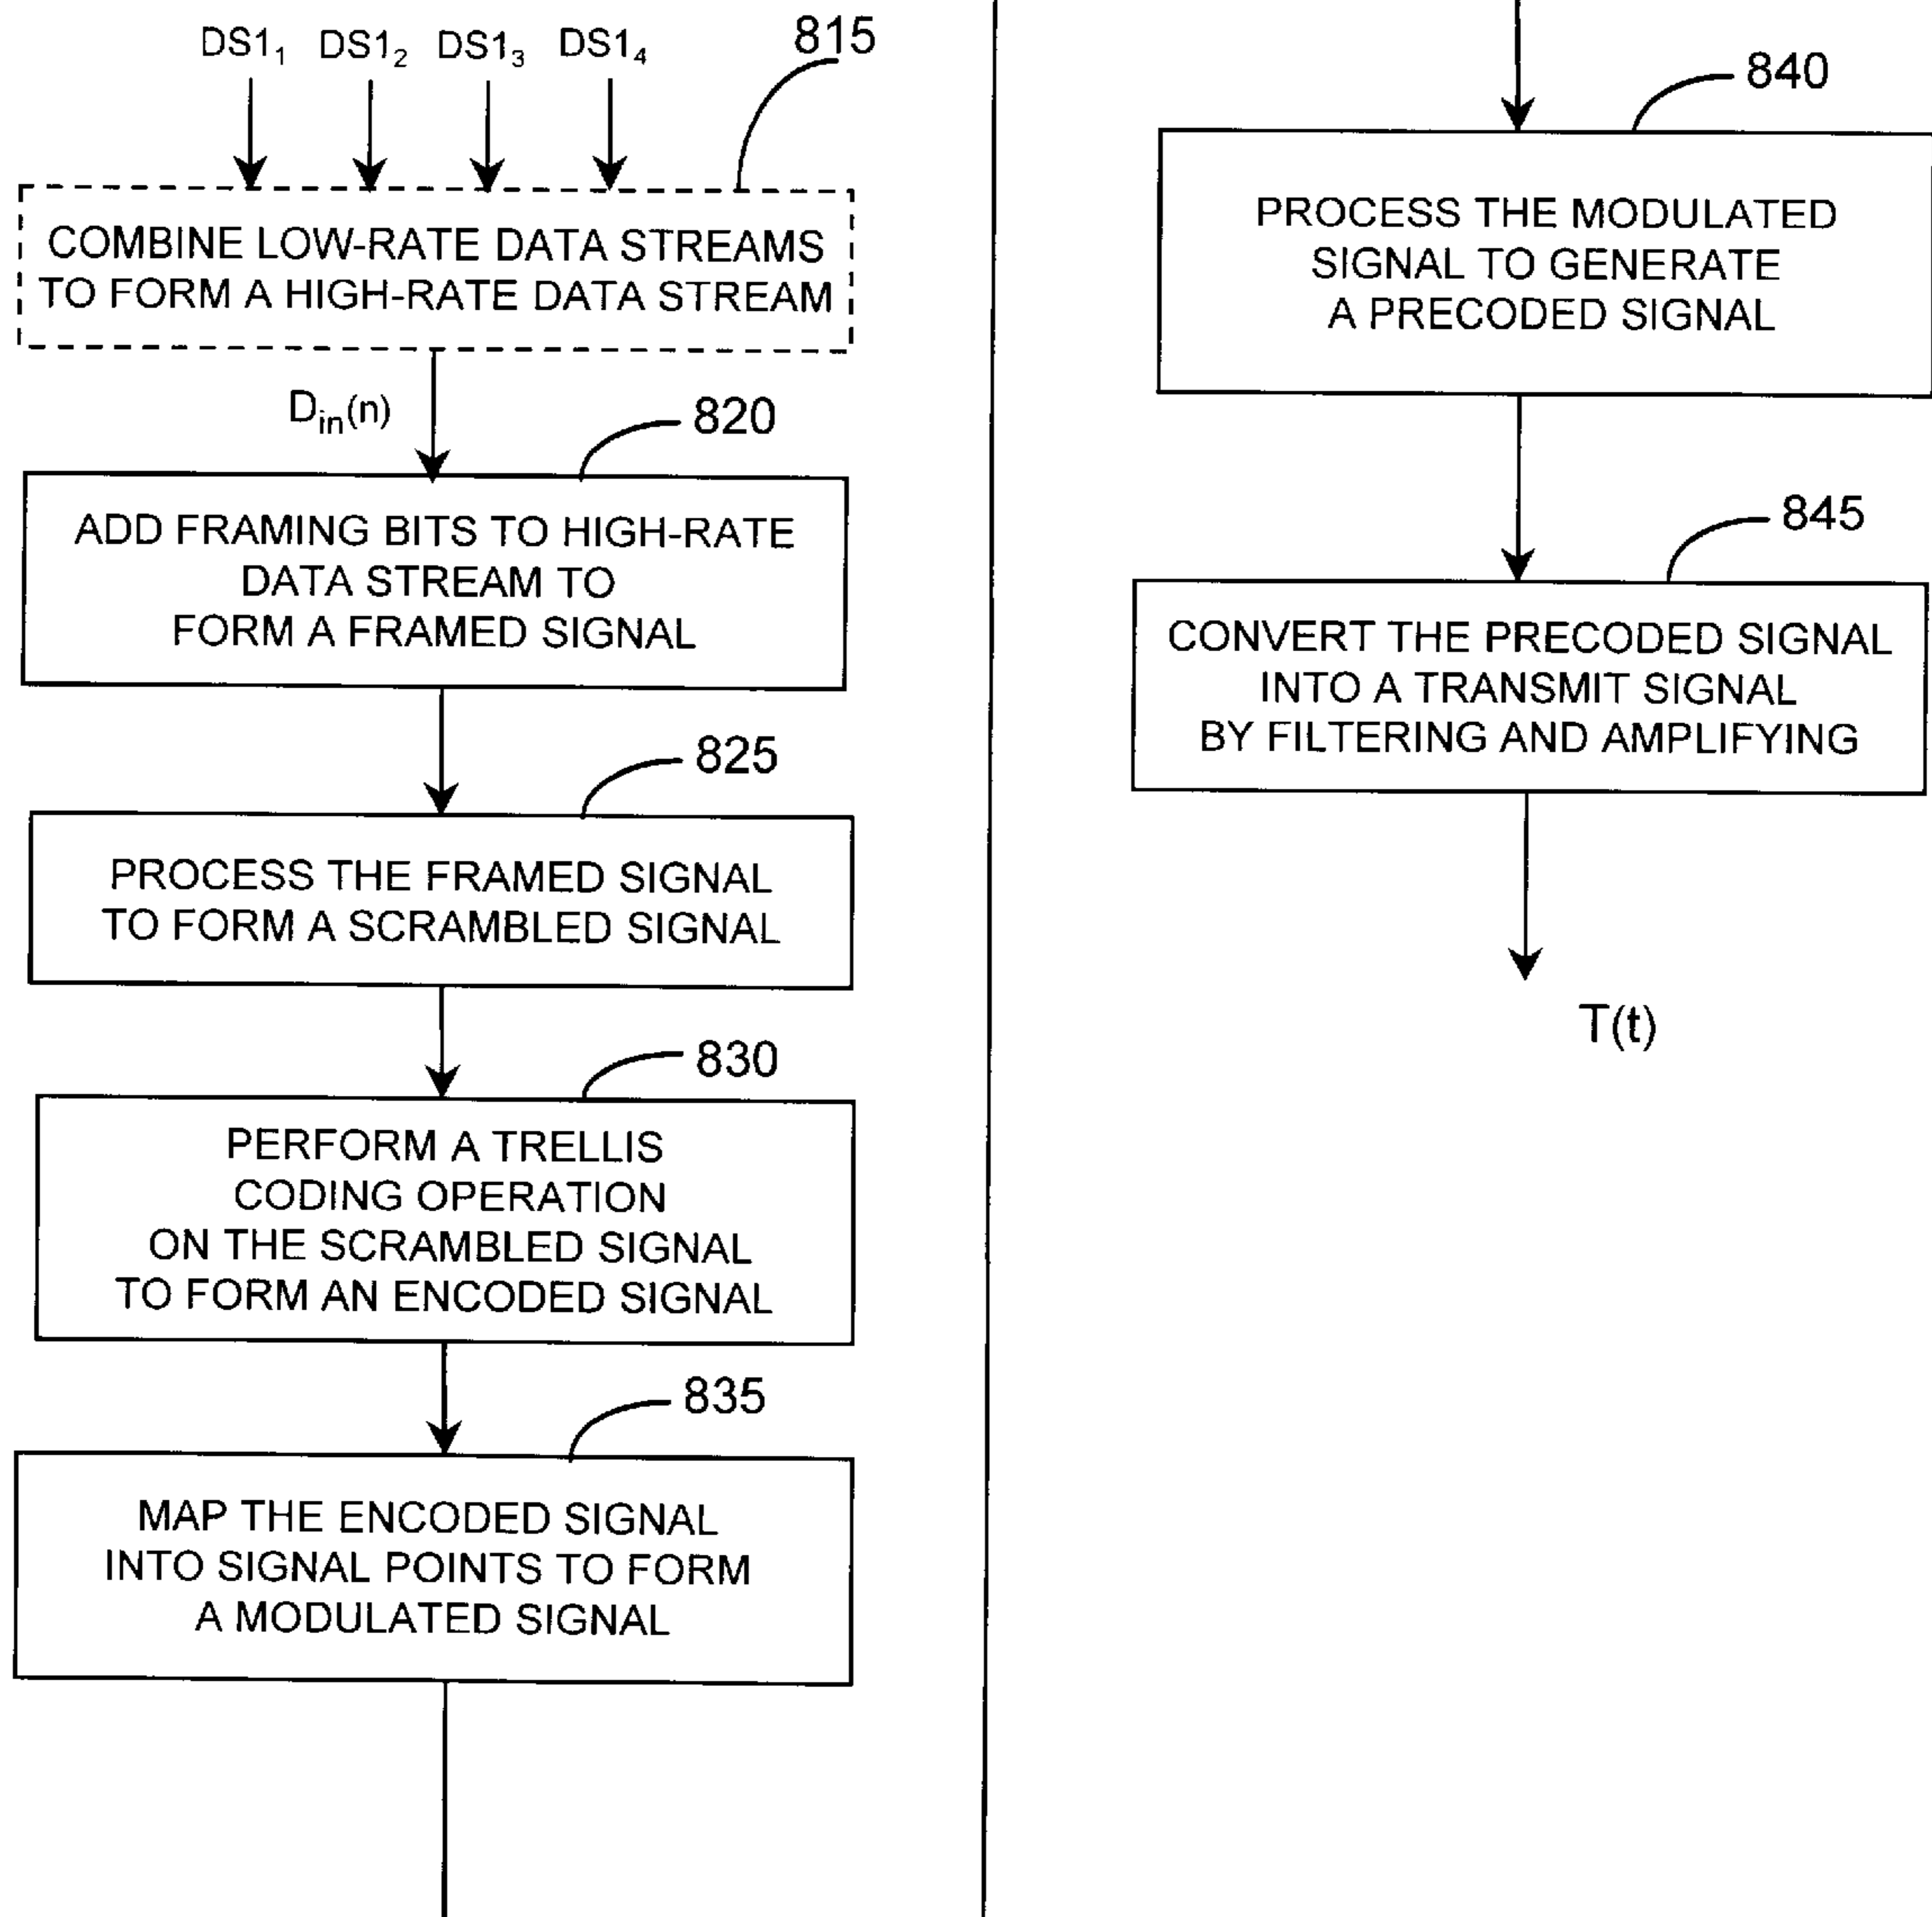 DS1₁ DS1₂ DS1₃ DS1₄
815
COMBINE LOW-RATE DATA STREAMS
TO FORM A HIGH-RATE DATA STREAM
Dᵢₙ(n)
820
ADD FRAMING BITS TO HIGH-RATE
DATA STREAM TO
FORM A FRAMED SIGNAL
825
PROCESS THE FRAMED SIGNAL
TO FORM A SCRAMBLED SIGNAL
830
PERFORM A TRELLIS
CODING OPERATION
ON THE SCRAMBLED SIGNAL
TO FORM AN ENCODED SIGNAL
835
MAP THE ENCODED SIGNAL
INTO SIGNAL POINTS TO FORM
A MODULATED SIGNAL
840
PROCESS THE MODULATED
SIGNAL TO GENERATE
A PRECODED SIGNAL
845
CONVERT THE PRECODED SIGNAL
INTO A TRANSMIT SIGNAL
BY FILTERING AND AMPLIFYING
T(t)